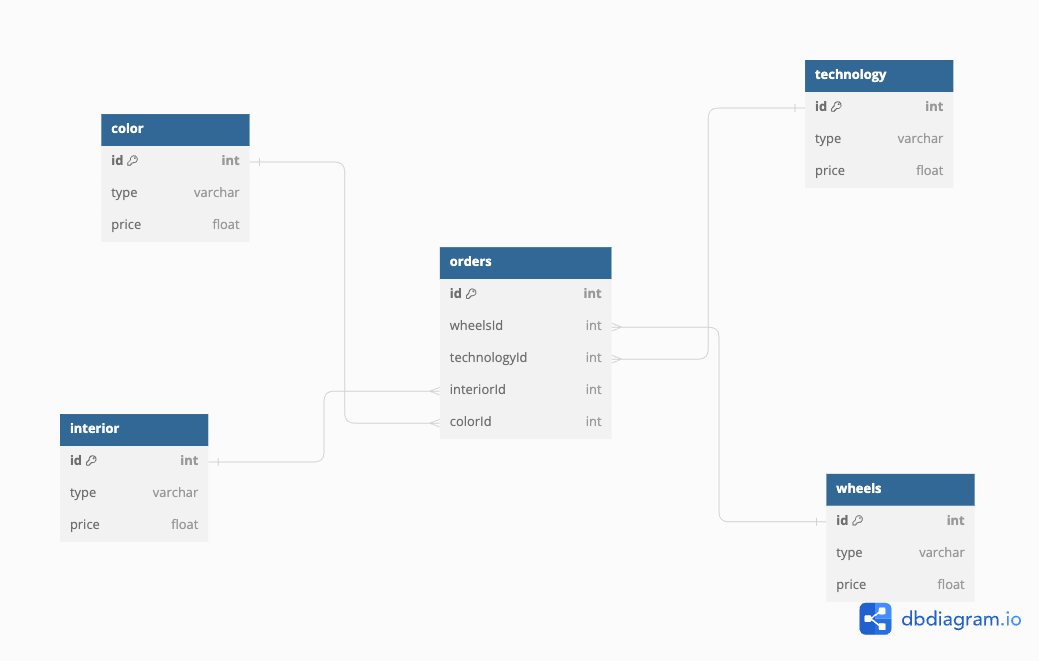 technology
id int
type varchar
price float
color
id int
type varchar
price float
orders
id int
wheelsId int
technologyId int
interiorId int
colorId int
interior
id int
type varchar
price float
wheels
id int
type varchar
price float
dbdiagram.io